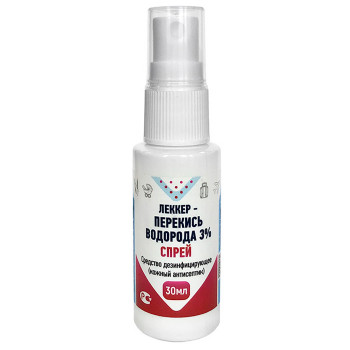 ЛЕККЕР -
ПЕРЕКИСЬ
ВОДОРОДА 3%
СПРЕЙ
Средство дезинфицирующее
(кожный антисептик)
30мл